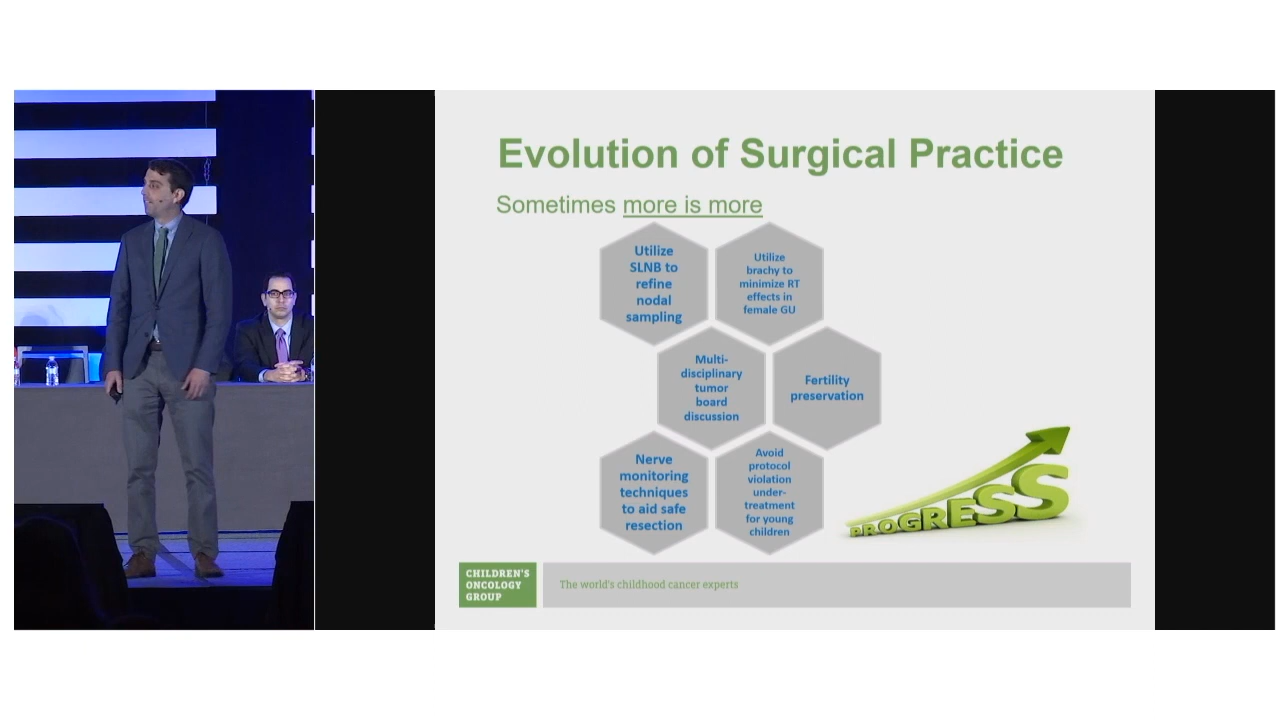 Evolution of Surgical Practice
Sometimes more is more
Utilize
SLNB to
refine
nodal
sampling
Utilize
brachy to
minimize RT
effects in
female GU
Multi-
disciplinary
tumor
board
discussion
Fertility
preservation
Nerve
monitoring
techniques
to aid safe
resection
Avoid
protocol
violation
under-
treatment
for young
children
PROGRESS
CHILDREN'S
ONCOLOGY
GROUP
The world's childhood cancer experts